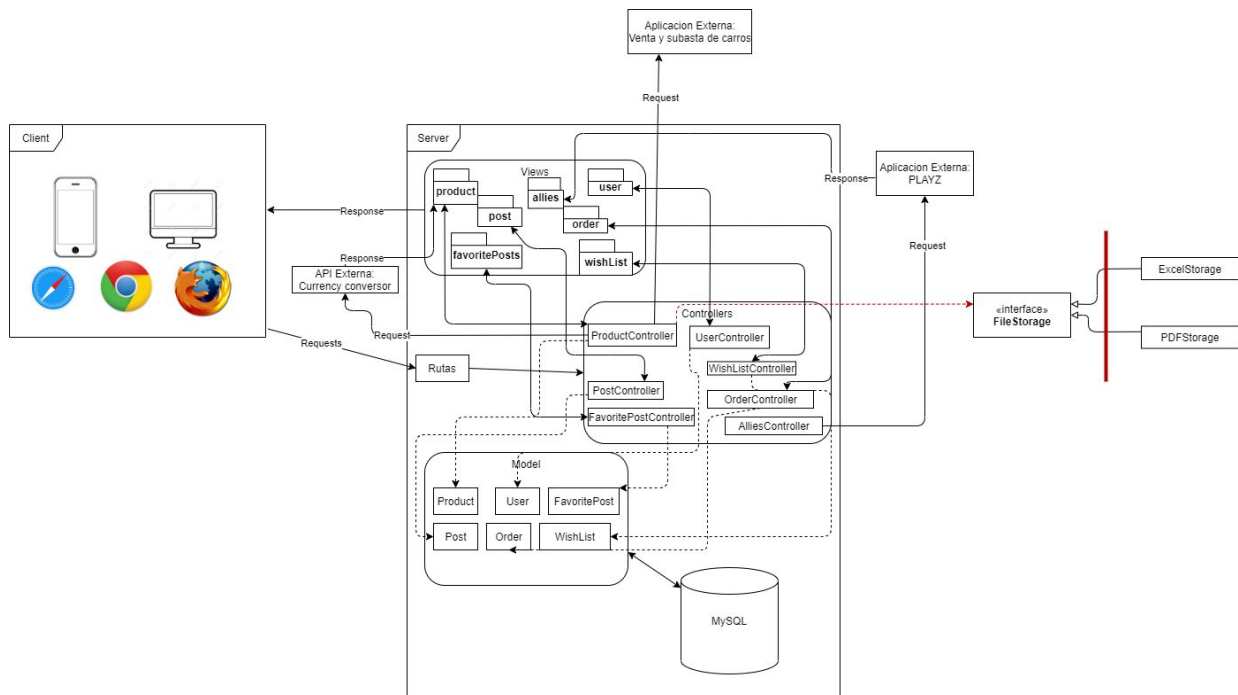 Aplicacion Externa:
Venta y subasta de carros
Request
Client
Server
Aplicacion Externa:
PLAYZ
Response
Views
product
allies
user
post
order
favoritePosts
wishList
Response
Response
API Externa:
Currency conversor
Request
Request
ExcelStorage
«interface»
FileStorage
PDFStorage
Controllers
ProductController
UserController
WishListController
PostController
OrderController
FavoritePostController
AlliesController
Requests
Rutas
Model
Product
User
FavoritePost
Post
Order
WishList
MySQL